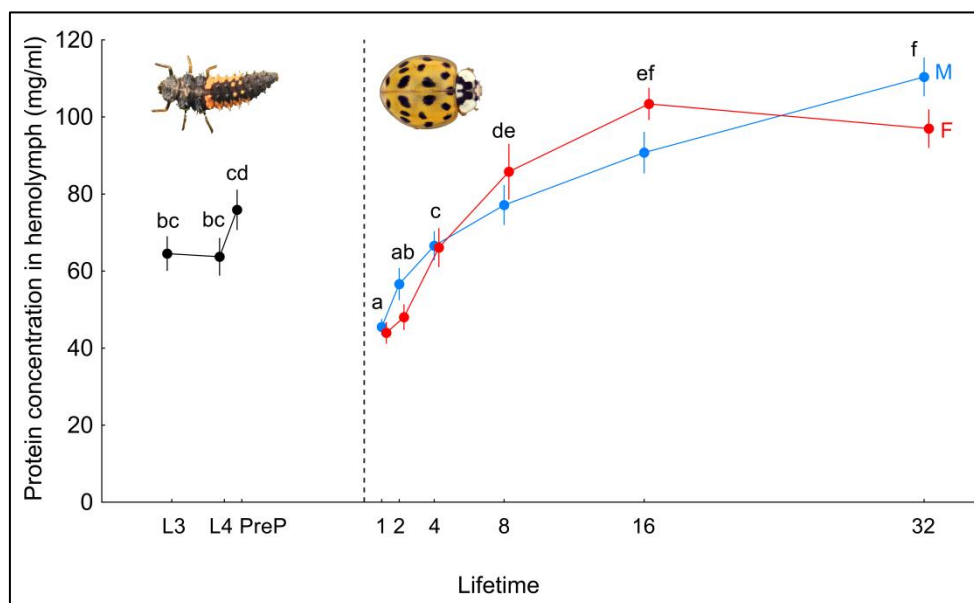 Protein concentration in hemolymph (mg/ml)
120
100
80
60
40
20
0
bc
bc
cd
a
ab
c
de
ef
f
M
F
L3
L4
PreP
1
2
4
8
16
32
Lifetime